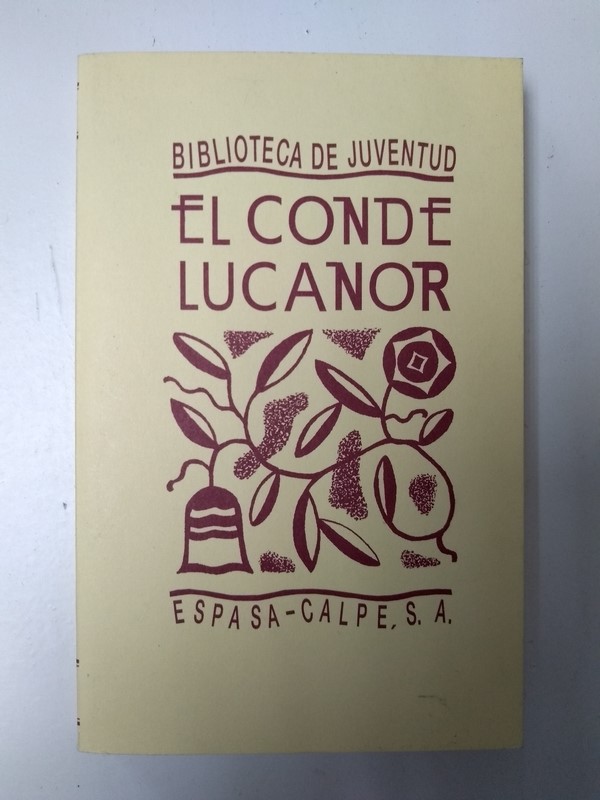 BIBLIOTECA DE JUVENTUD
EL CONDE
LUCANOR
ESPASA-CALPE, S. A.